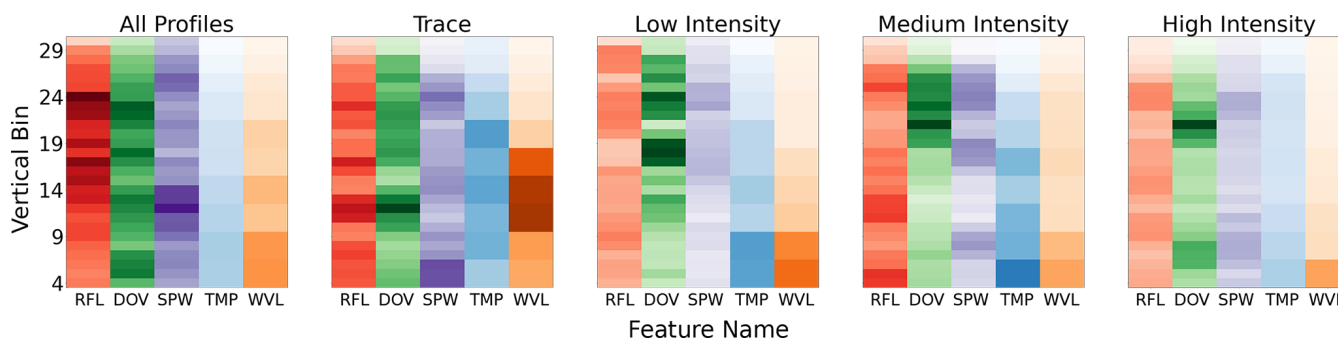 All Profiles
Trace
Low Intensity
Medium Intensity
High Intensity
Vertical Bin
29
24
19
14
9
4
RFL DOV SPW TMP WVL
RFL DOV SPW TMP WVL
RFL DOV SPW TMP WVL
RFL DOV SPW TMP WVL
RFL DOV SPW TMP WVL
Feature Name